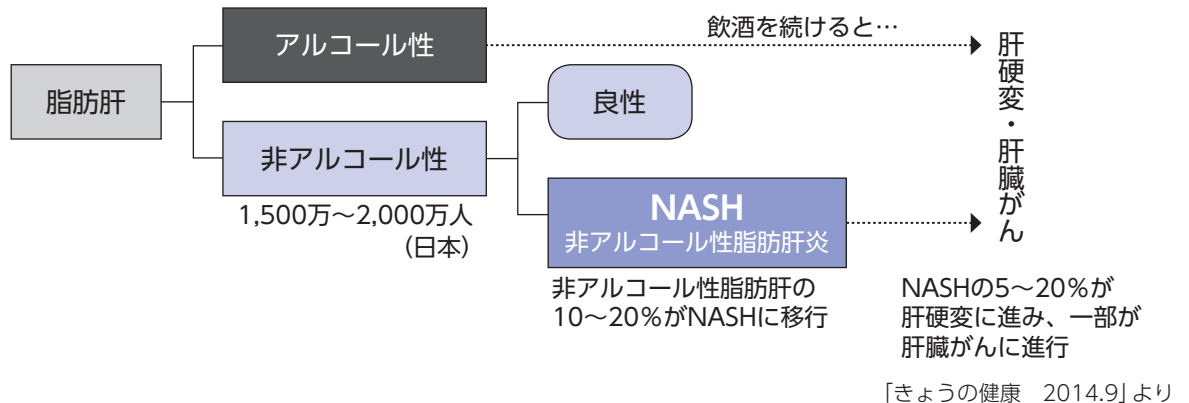 飲酒を続けると…
アルコール性
脂肪肝
非アルコール性
1,500万〜2,000万人
(日本)
良性
NASH
非アルコール性脂肪肝炎
非アルコール性脂肪肝の
10〜20%がNASHに移行
肝硬変・肝臓がん
NASHの5〜20%が
肝硬変に進み、一部が
肝臓がんに進行
「きょうの健康　2014.9」より